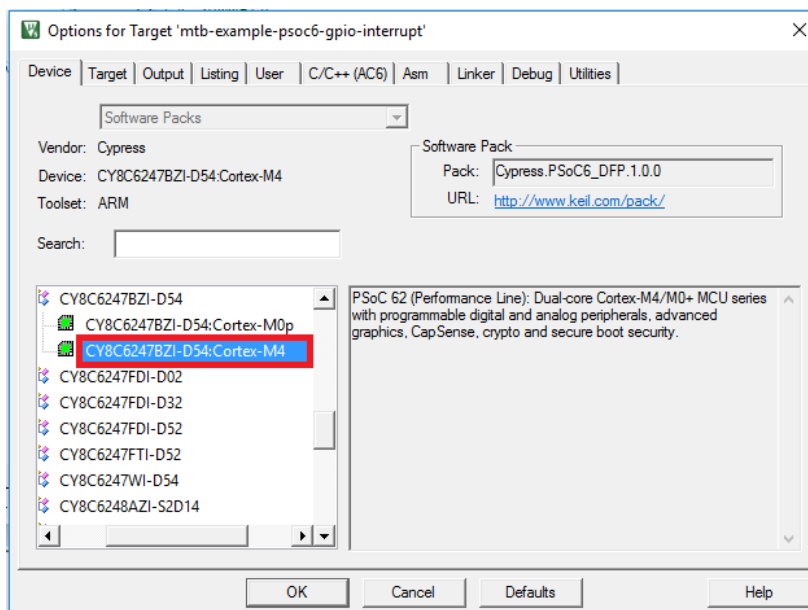 Options for Target 'mtb-example-psoc6-gpio-interrupt'
Device Target Output Listing User C/C++ (AC6) Asm Linker Debug Utilities
Software Packs
Vendor: Cypress
Device: CY8C6247BZI-D54:Cortex-M4
Toolset: ARM
Search:
Software Pack
Pack: Cypress.PSoC6_DFP.1.0.0
URL: http://www.keil.com/pack/
CY8C6247BZI-D54
CY8C6247BZI-D54:Cortex-M0p
CY8C6247BZI-D54:Cortex-M4
CY8C6247FDI-D02
CY8C6247FDI-D32
CY8C6247FDI-D52
CY8C6247FTI-D52
CY8C6247WI-D54
CY8C6248AZI-S2D14
PSoC 62 (Performance Line): Dual-core Cortex-M4/M0+ MCU series
with programmable digital and analog peripherals, advanced
graphics, CapSense, crypto and secure boot security.
OK Cancel Defaults Help